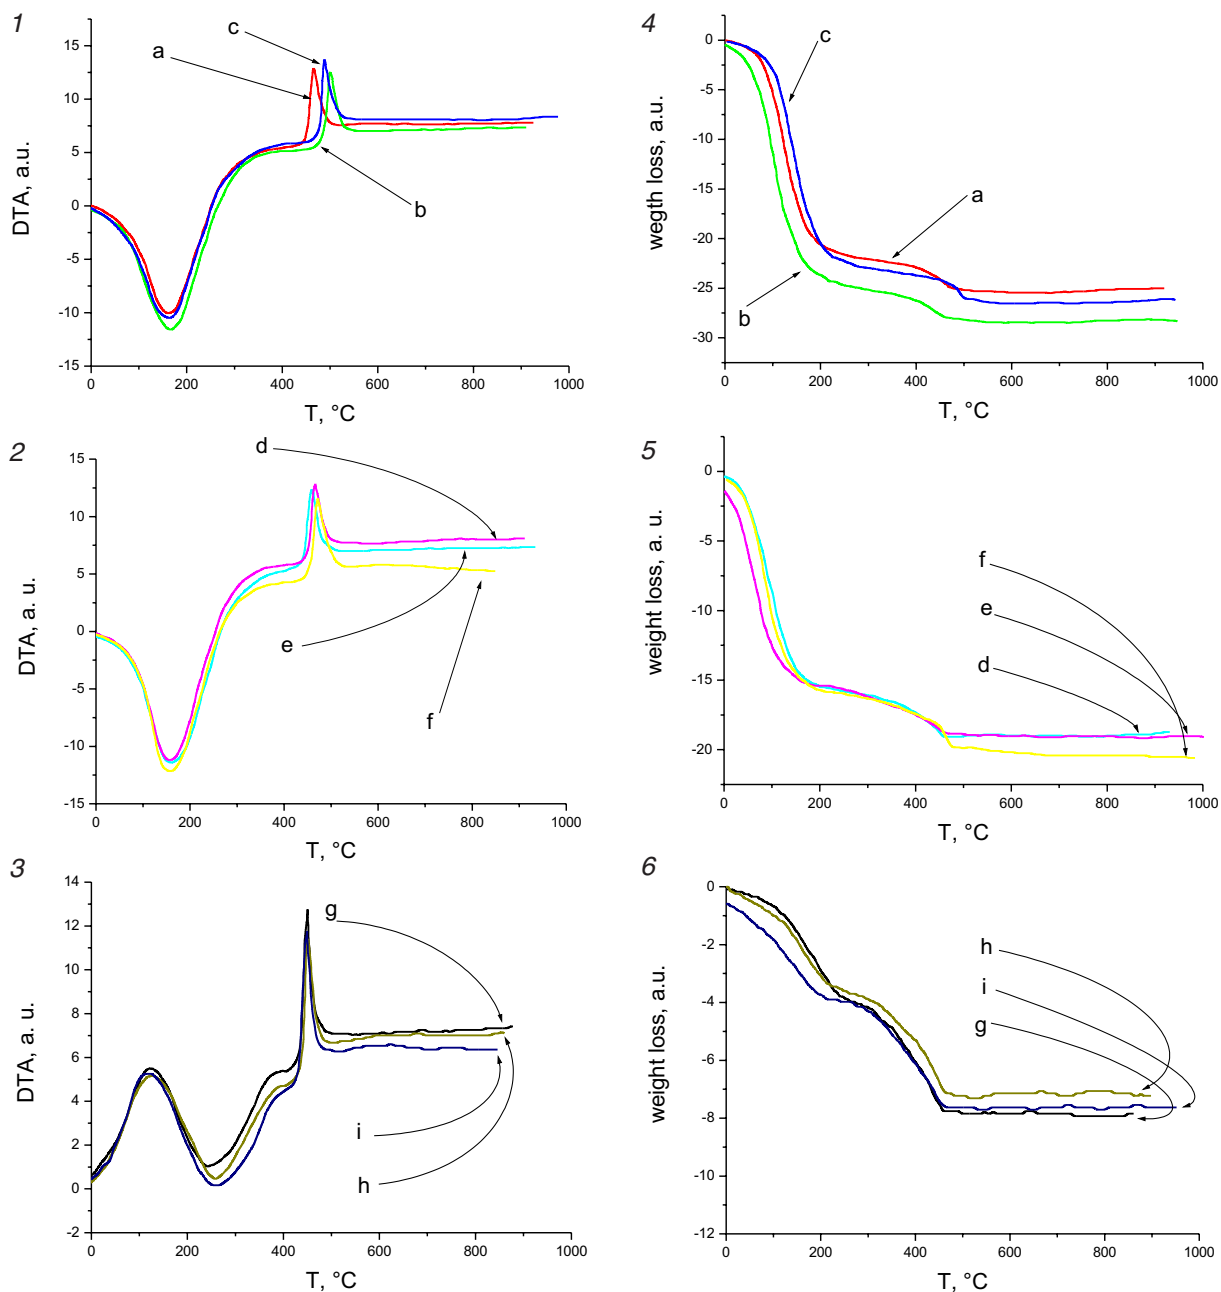 1
DTA, a.u.
15
10
5
0
-5
-10
-15
0
200
400
600
800
1000
T, °C
a
c
b
4
wegth loss, a.u.
0
-5
-10
-15
-20
-25
-30
0
200
400
600
800
1000
T, °C
c
a
b
2
DTA, a. u.
15
10
5
0
-5
-10
-15
0
200
400
600
800
1000
T, °C
d
e
f
5
weight loss, a. u.
0
-5
-10
-15
-20
0
200
400
600
800
1000
T, °C
f
e
d
3
DTA, a. u.
14
12
10
8
6
4
2
0
-2
0
200
400
600
800
1000
T, °C
g
i
h
6
weight loss, a.u.
0
-2
-4
-6
-8
-10
-12
0
200
400
600
800
1000
T, °C
h
i
g